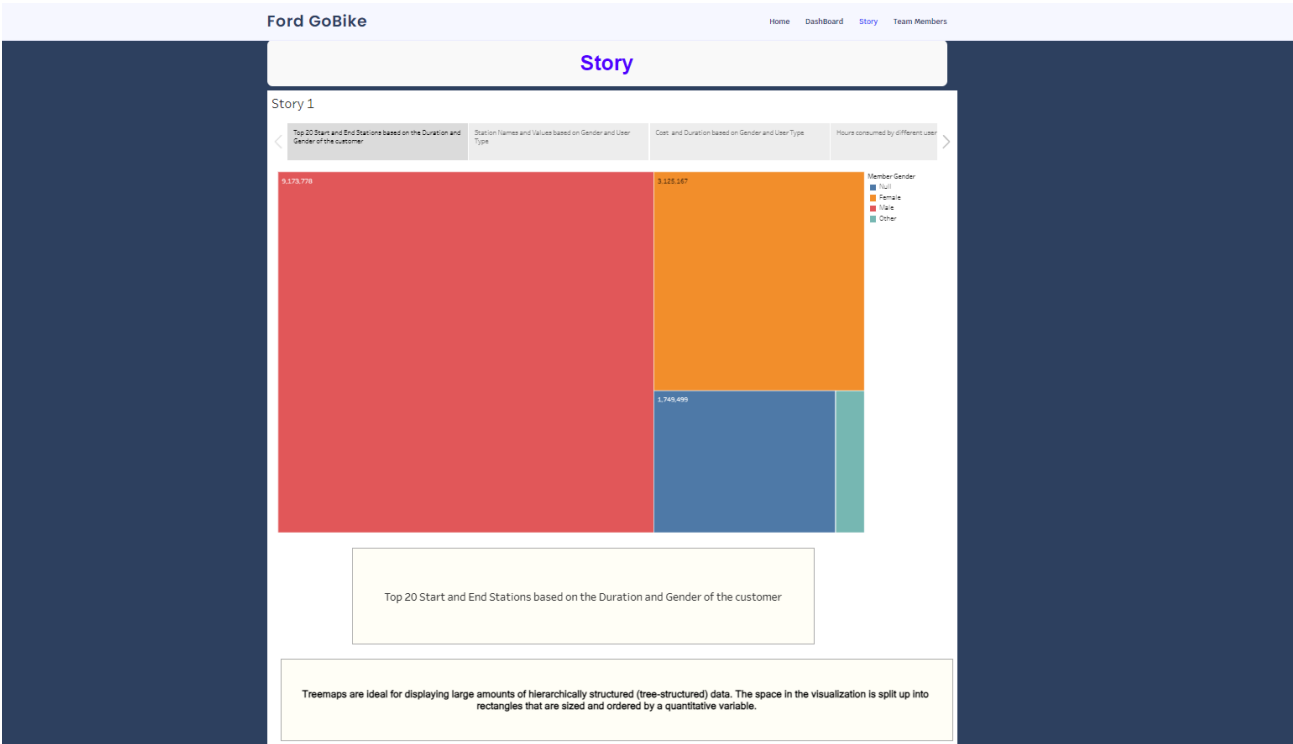 Ford GoBike
Home DashBoard Story Team Members
Story
Story 1
Top 20 Start and End Stations based on the Duration and
Gender of the customer
Station Names and Values based on Gender and User
Type
Cost and Duration based on Gender and User Type
Hours consumed by different user
9,173,778
3,125,167
1,749,499
Member Gender
Null
Female
Male
Other
Top 20 Start and End Stations based on the Duration and Gender of the customer
Treemaps are ideal for displaying large amounts of hierarchically structured (tree-structured) data. The space in the visualization is split up into
rectangles that are sized and ordered by a quantitative variable.